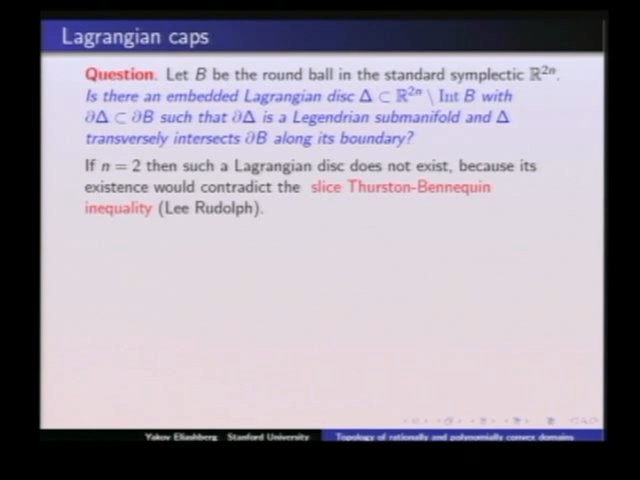 Lagrangian caps
Question. Let B be the round ball in the standard symplectic ℝ²ⁿ.
Is there an embedded Lagrangian disc Δ ⊂ ℝ²ⁿ \ Int B with
∂Δ ⊂ ∂B such that ∂Δ is a Legendrian submanifold and Δ
transversely intersects ∂B along its boundary?
If n = 2 then such a Lagrangian disc does not exist, because its
existence would contradict the slice Thurston-Bennequin
inequality (Lee Rudolph).
Yakov Eliashberg Stanford University Topology of rationally and polynomially convex domains